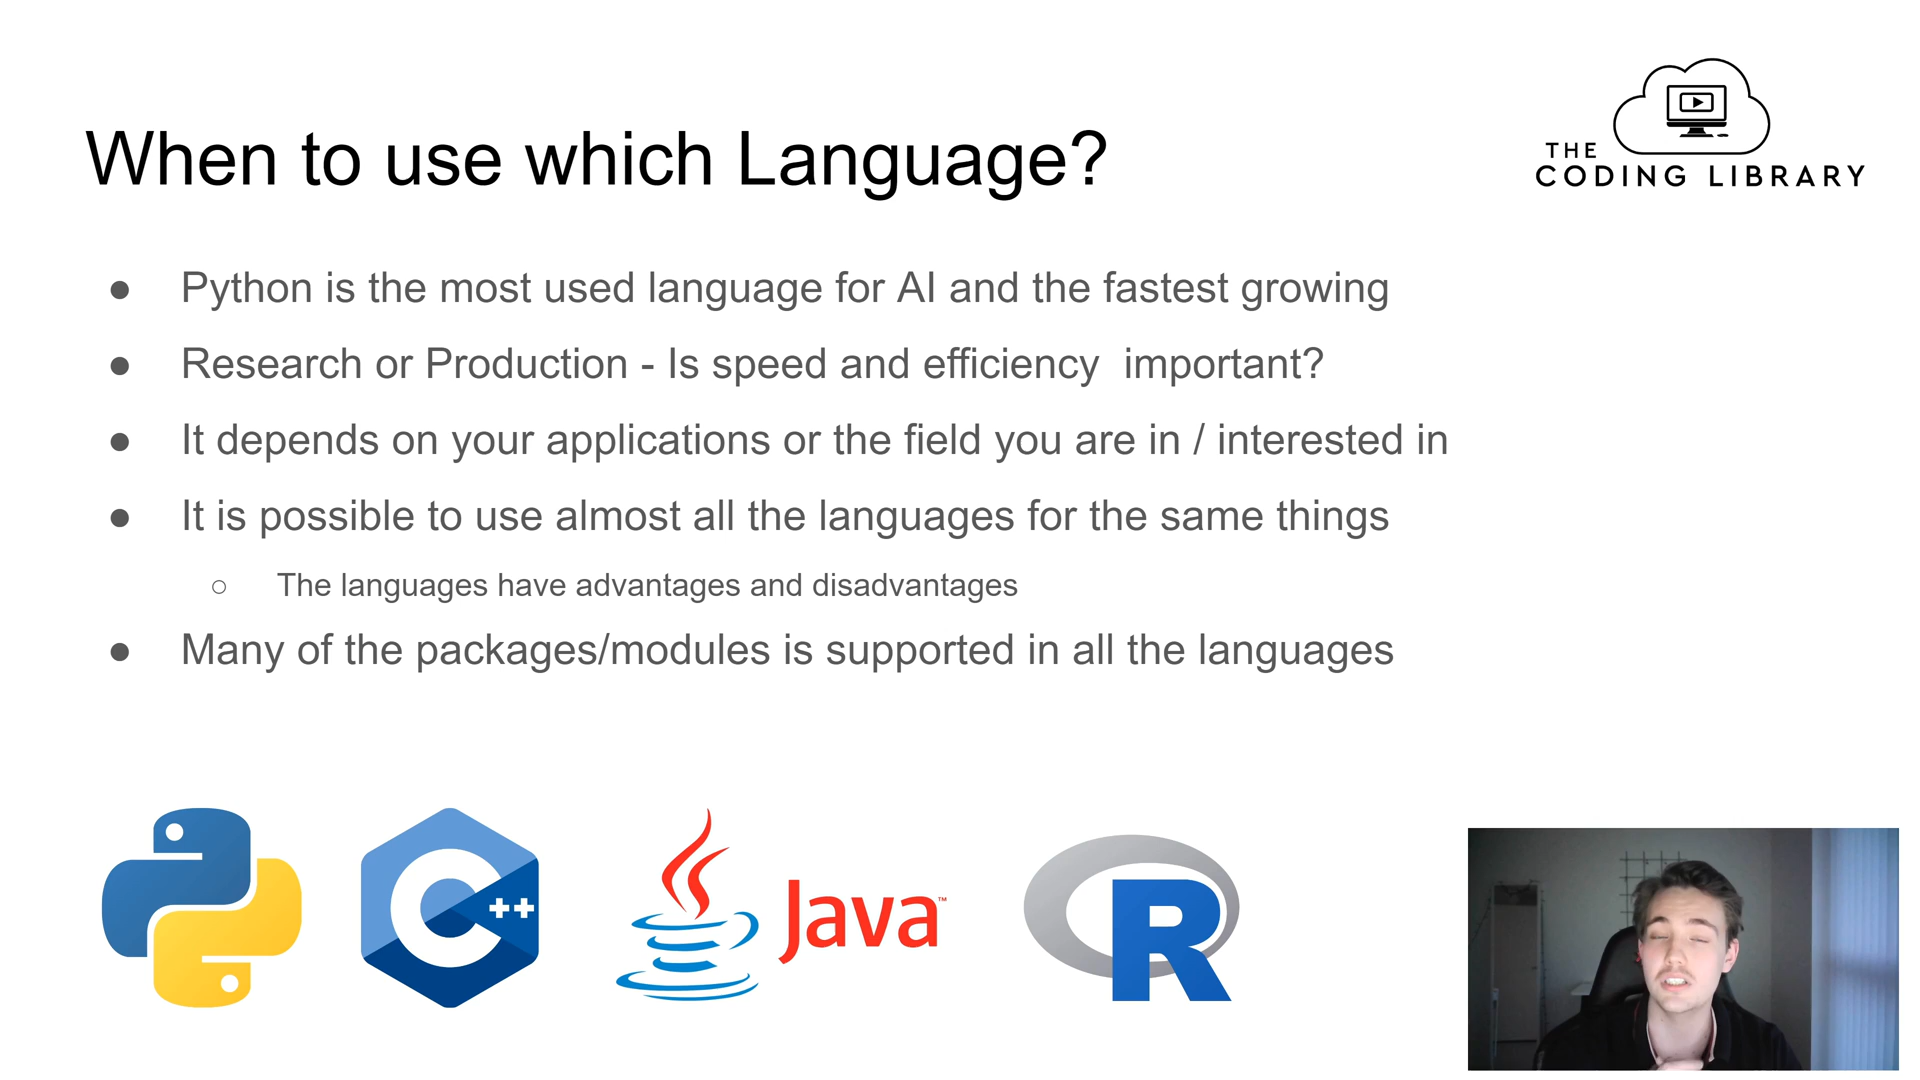 THE
CODING LIBRARY
When to use which Language?
● Python is the most used language for AI and the fastest growing
● Research or Production - Is speed and efficiency  important?
● It depends on your applications or the field you are in / interested in
● It is possible to use almost all the languages for the same things
○ The languages have advantages and disadvantages
● Many of the packages/modules is supported in all the languages
C++
Java™
R